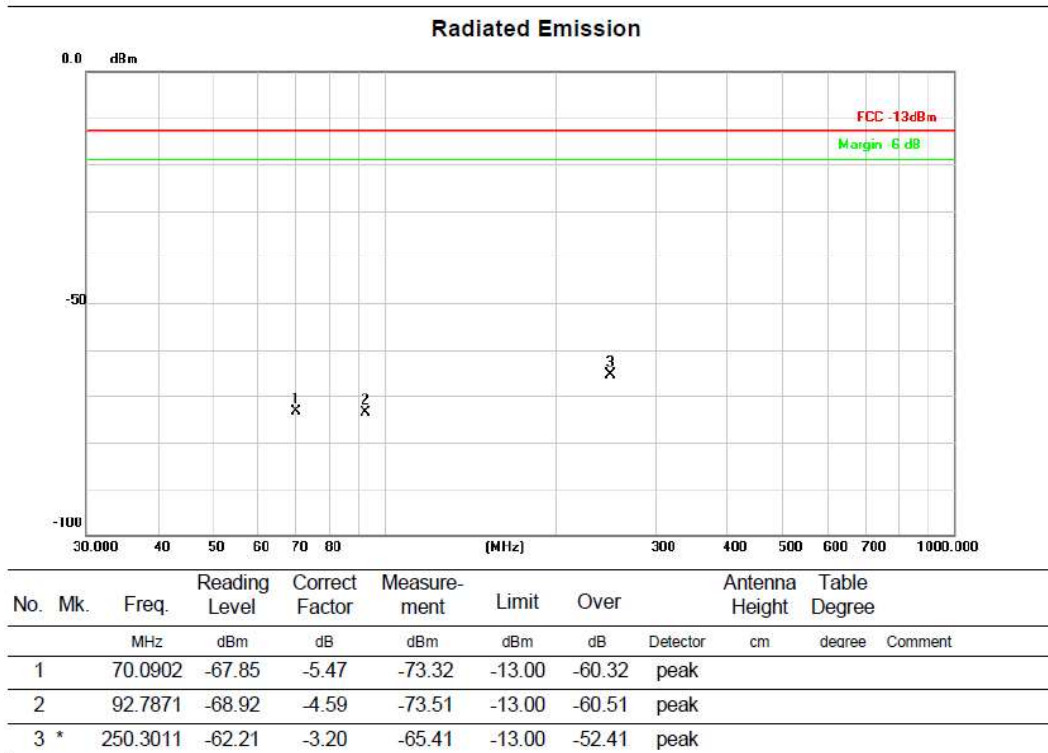 Radiated Emission
0.0 dBm
FCC -13dBm
Margin -6 dB
-50
3
1 2
-100
30.000 40 50 60 70 80 (MHz) 300 400 500 600 700 1000.000
No. Mk. Freq. Reading Level Correct Factor Measure-ment Limit Over Antenna Height Table Degree
MHz dBm dB dBm dBm dB Detector cm degree Comment
1 70.0902 -67.85 -5.47 -73.32 -13.00 -60.32 peak
2 92.7871 -68.92 -4.59 -73.51 -13.00 -60.51 peak
3 * 250.3011 -62.21 -3.20 -65.41 -13.00 -52.41 peak